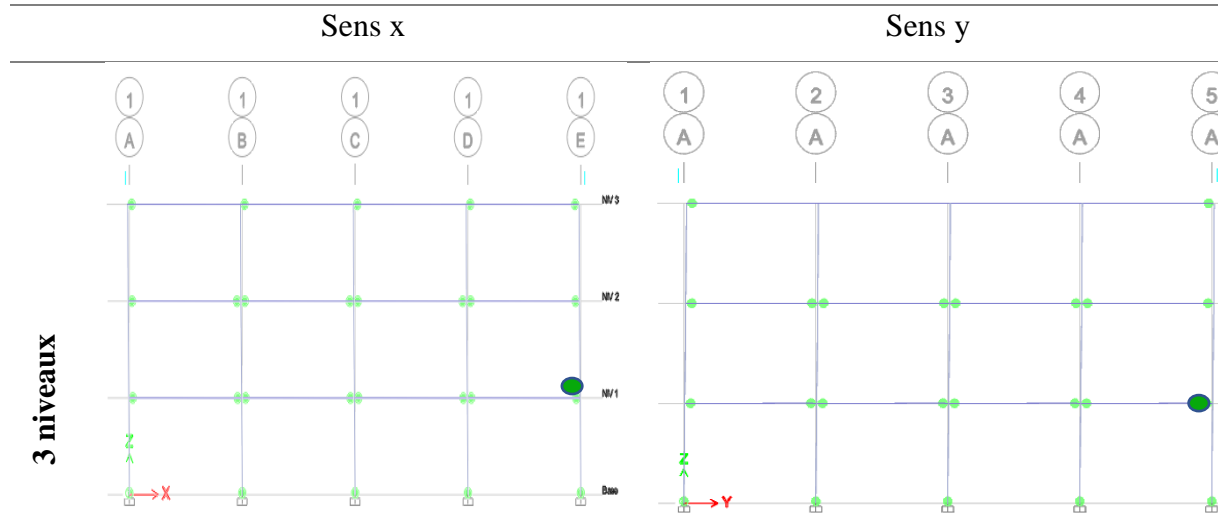 Sens x
Sens y
3 niveaux
1 1 1 1 1
A B C D E
NIV 3
NIV 2
NIV 1
Base
Z
X
1 2 3 4 5
A A A A A
Z
Y